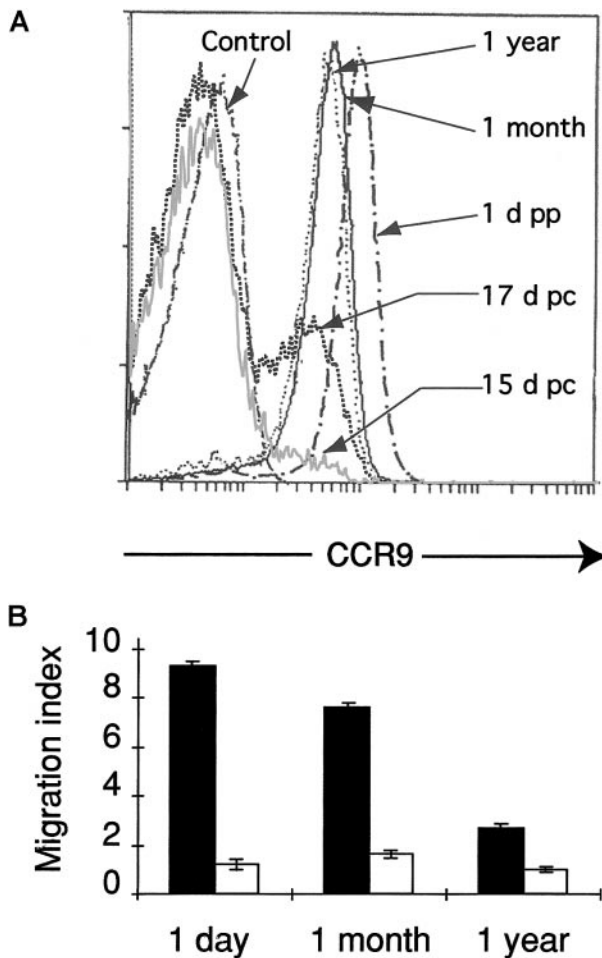 A
Control
1 year
1 month
1 d pp
17 d pc
15 d pc
CCR9
B
Migration index
10
8
6
4
2
0
1 day
1 month
1 year